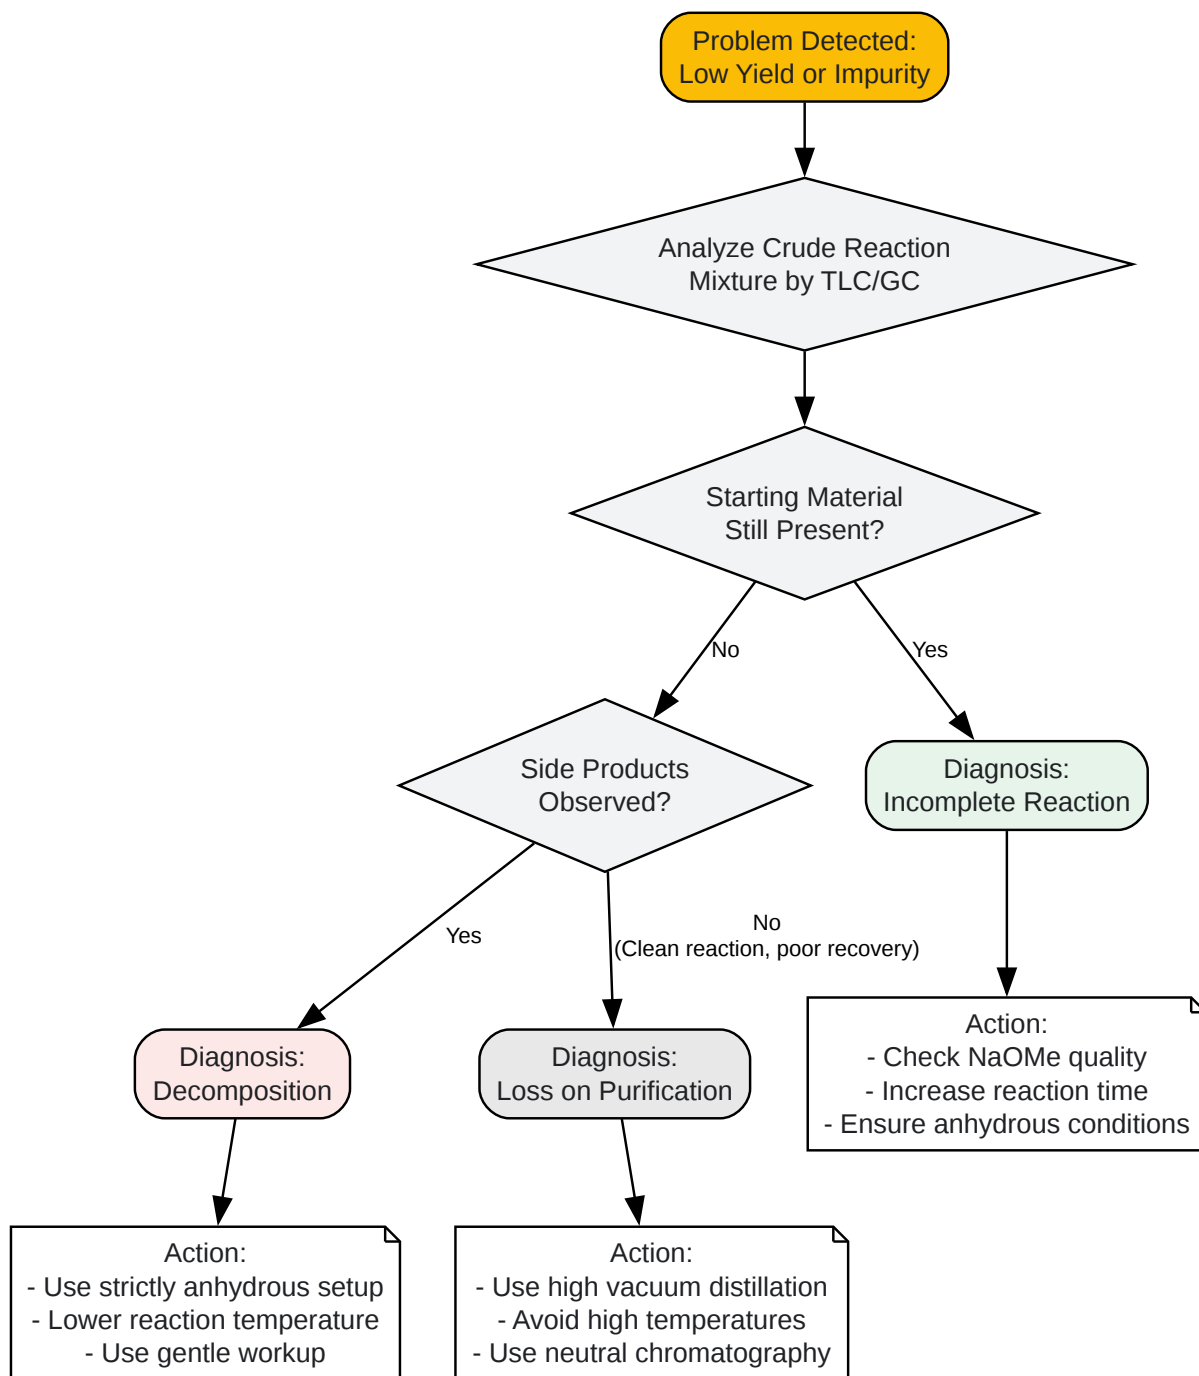 Problem Detected:
Low Yield or Impurity
Analyze Crude Reaction
Mixture by TLC/GC
Starting Material
Still Present?
No
Yes
Side Products
Observed?
Diagnosis:
Incomplete Reaction
Yes
No
(Clean reaction, poor recovery)
Action:
- Check NaOMe quality
- Increase reaction time
- Ensure anhydrous conditions
Diagnosis:
Decomposition
Diagnosis:
Loss on Purification
Action:
- Use strictly anhydrous setup
- Lower reaction temperature
- Use gentle workup
Action:
- Use high vacuum distillation
- Avoid high temperatures
- Use neutral chromatography